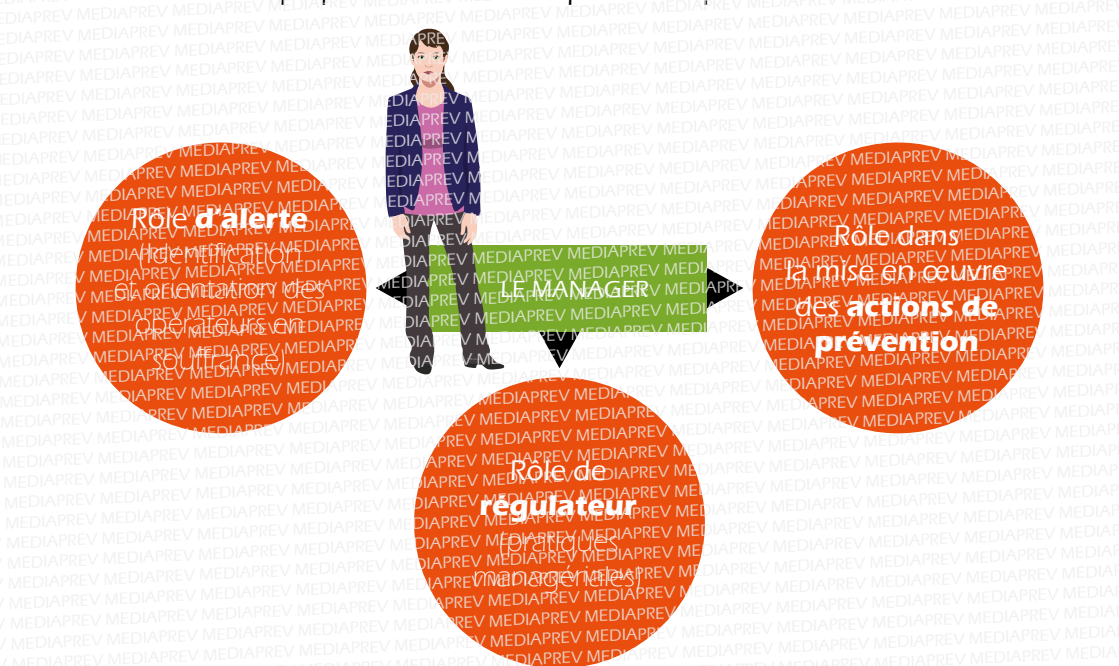 Rôle d'alerte
(identification
et orientation des
opérateurs en
souffrance)
LE MANAGER
Rôle dans
la mise en œuvre
des actions de
prévention
Rôle de
régulateur
(pratiques
managériales)
MEDIAPREV